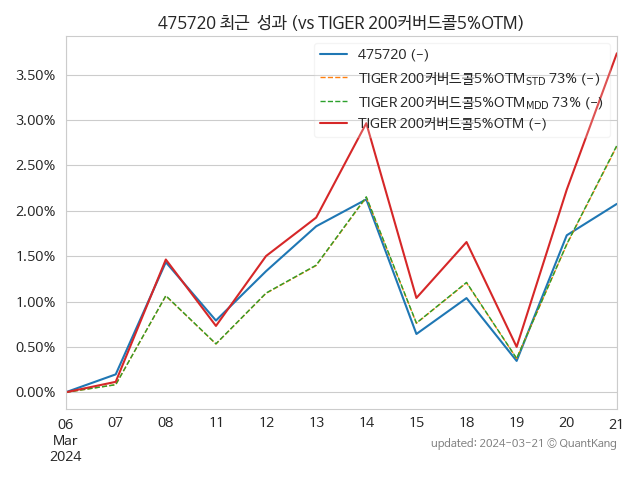 475720 최근 성과 (vs TIGER 200커버드콜5%OTM)
475720 (-)
TIGER 200커버드콜5%OTM_STD 73% (-)
TIGER 200커버드콜5%OTM_MDD 73% (-)
TIGER 200커버드콜5%OTM (-)
3.50%
3.00%
2.50%
2.00%
1.50%
1.00%
0.50%
0.00%
06 07 08 11 12 13 14 15 18 19 20 21
Mar
2024
updated: 2024-03-21 © QuantKang